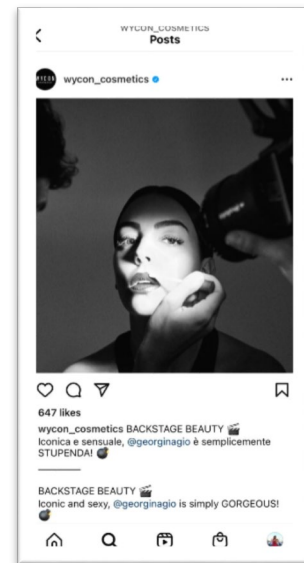 WYCON_COSMETICS
Posts
WYCON
wycon_cosmetics
647 likes
wycon_cosmetics BACKSTAGE BEAUTY 🎬
Iconica e sensuale, @georginagio è semplicemente
STUPENDA! 💣
BACKSTAGE BEAUTY 🎬
Iconic and sexy, @georginagio is simply GORGEOUS!
💣